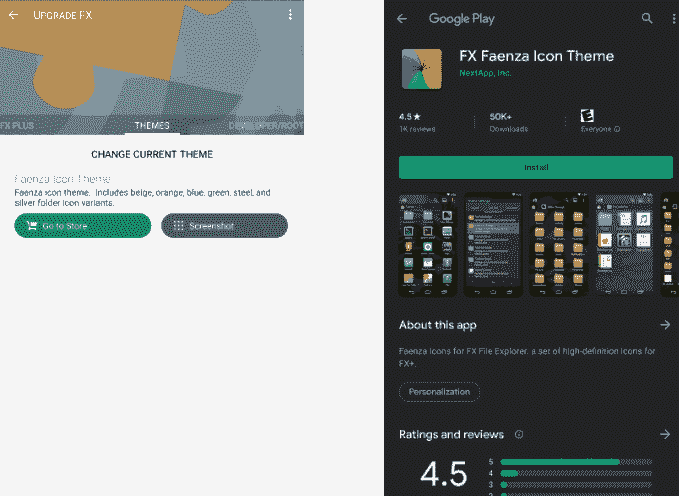 UPGRADE FX
FX PLUS
THEMES
DEVELOPER/ROOT
CHANGE CURRENT THEME
Faenza Icon Theme
Faenza icon theme. Includes beige, orange, blue, green, steel, and
silver folder icon variants.
Go to Store
Screenshot
Google Play
FX Faenza Icon Theme
NextApp, Inc.
4.5★
1K reviews
50K+
Downloads
E
Everyone
Install
About this app
Faenza icons for FX File Explorer, a set of high-definition icons for
FX+.
Personalization
Ratings and reviews
4.5
5
4
3
2